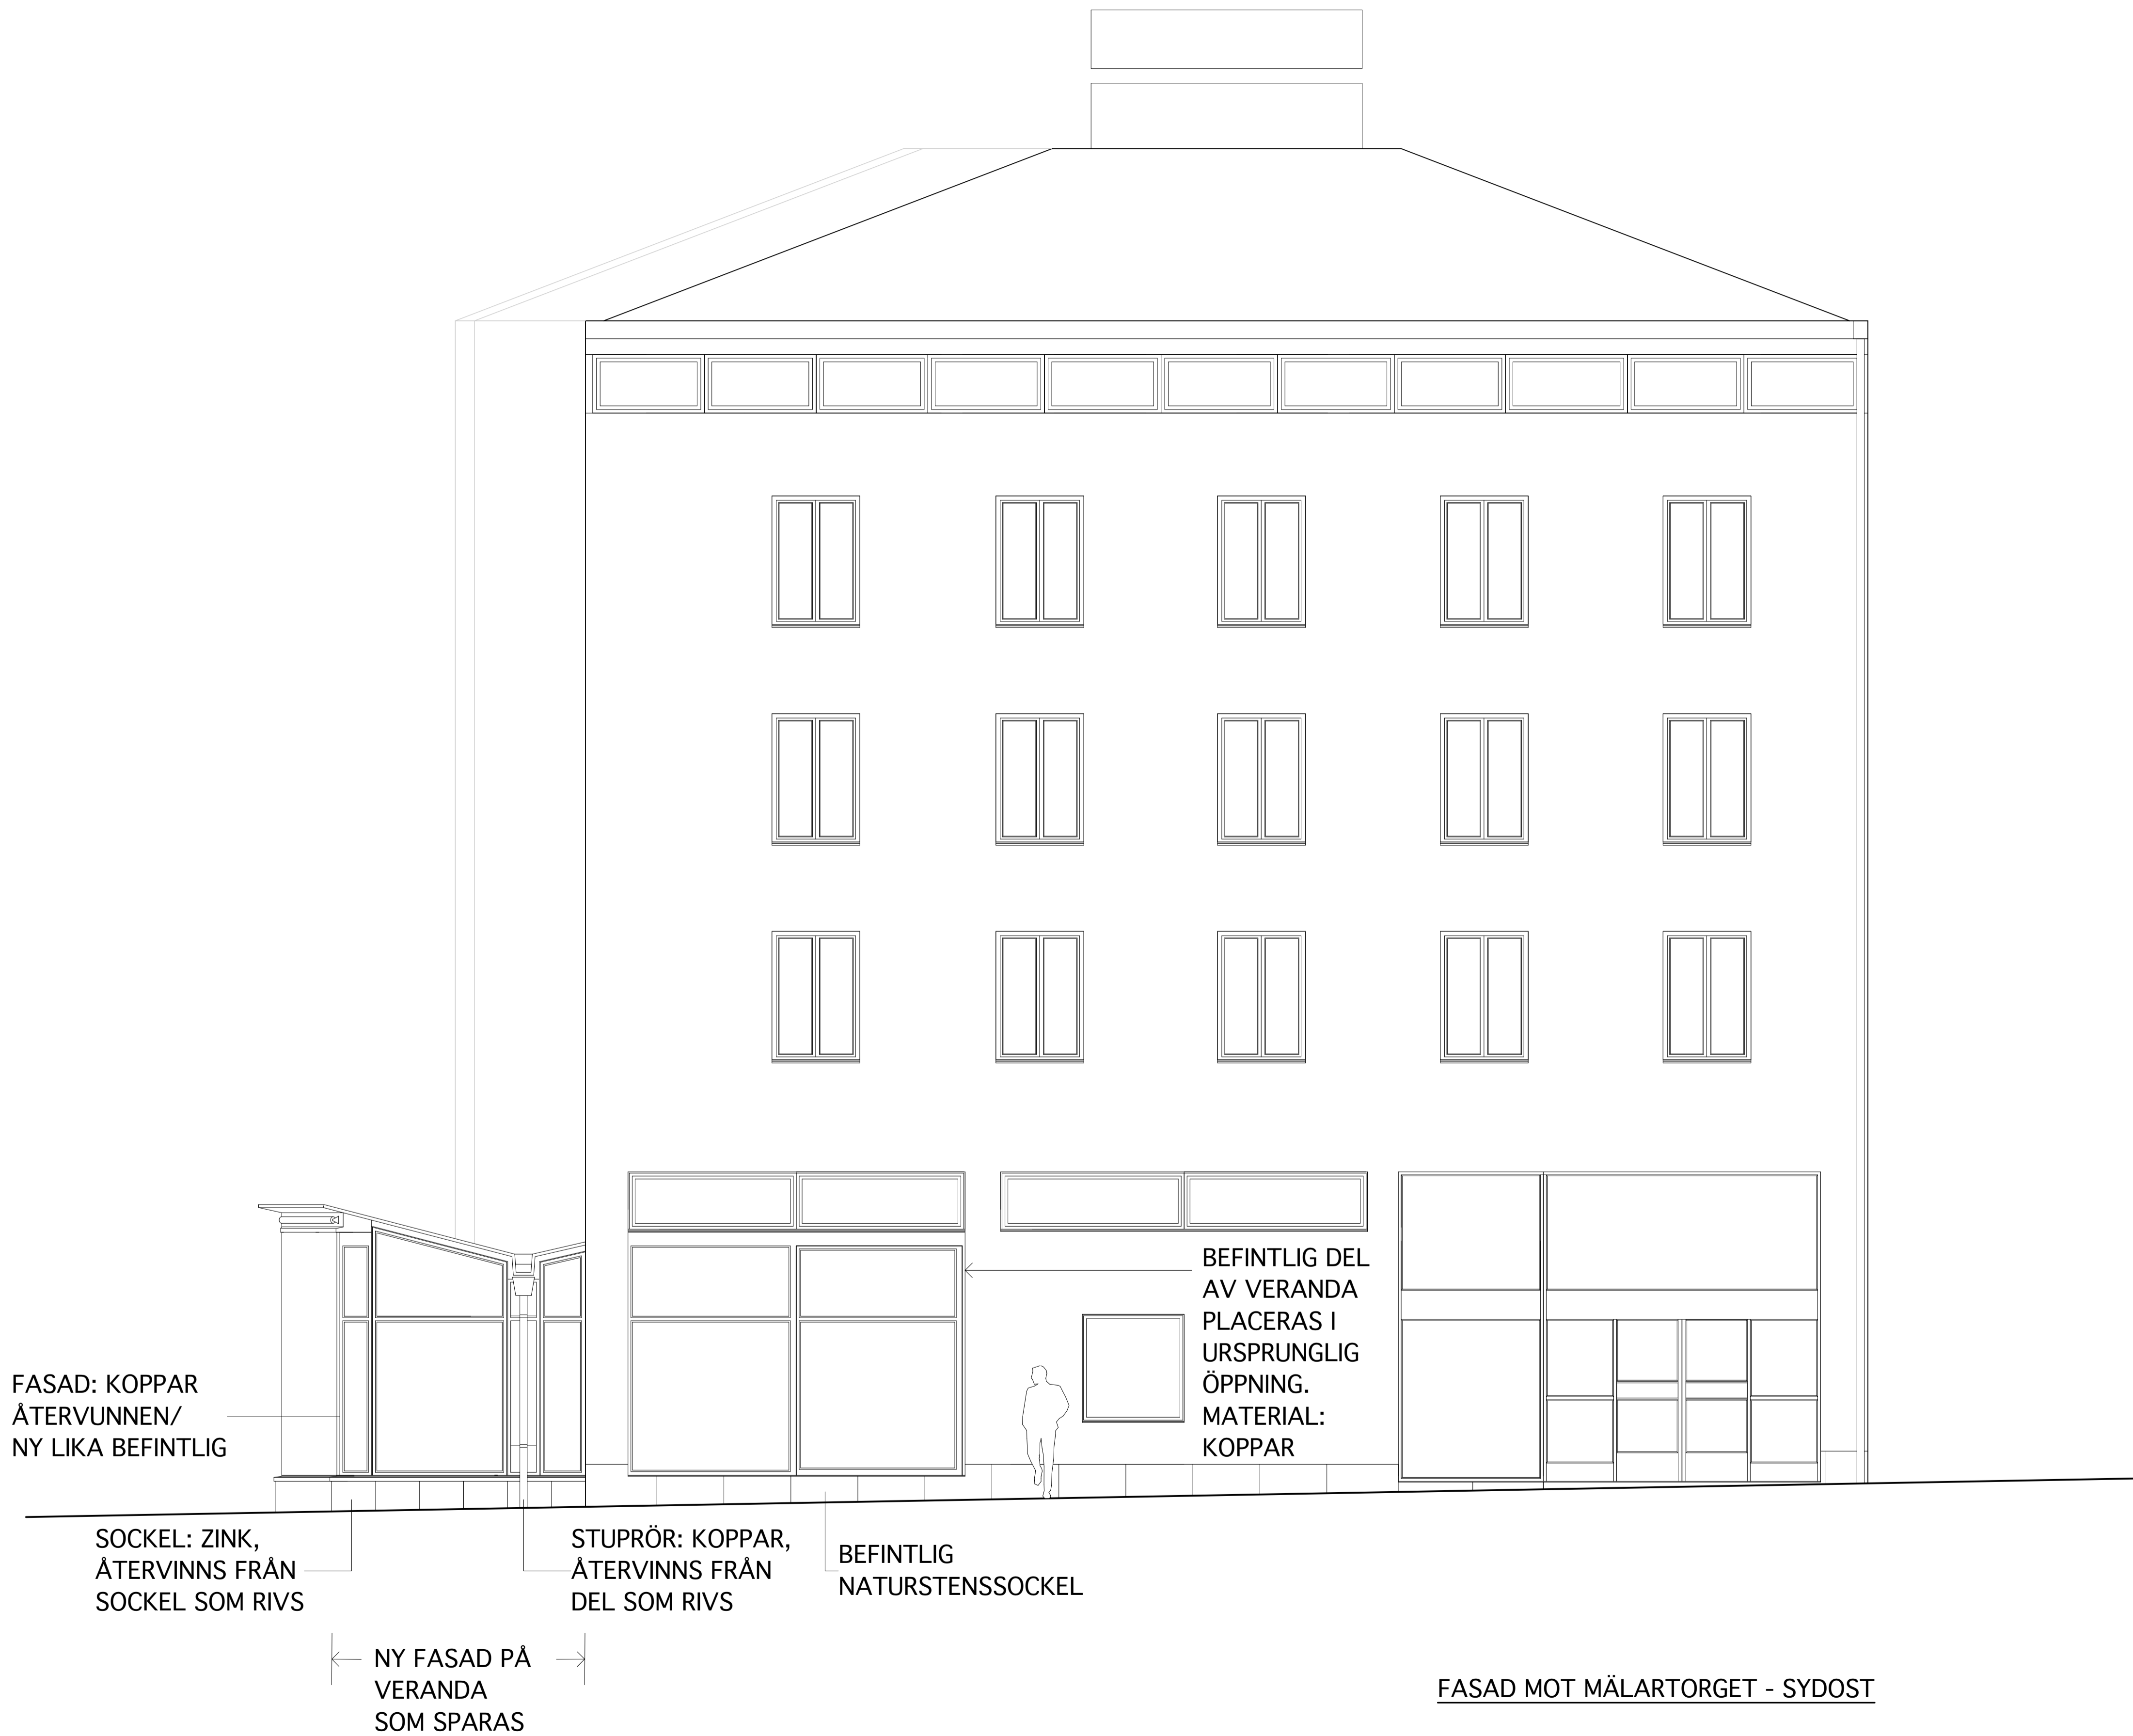 BEFINTLIG DEL
AV VERANDA
PLACERAS I
URSPRUNGLIG
ÖPPNING.
MATERIAL:
KOPPAR
FASAD: KOPPAR
ÅTERVUNNEN/
NY LIKA BEFINTLIG
SOCKEL: ZINK,
ÅTERVINNS FRÅN
SOCKEL SOM RIVS
STUPRÖR: KOPPAR,
ÅTERVINNS FRÅN
DEL SOM RIVS
BEFINTLIG
NATURSTENSSOCKEL
NY FASAD PÅ
VERANDA
SOM SPARAS
FASAD MOT MÄLARTORGET - SYDOST